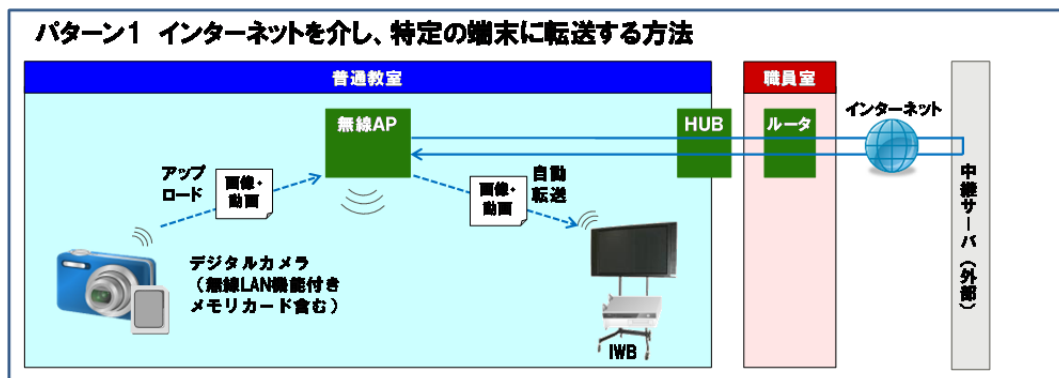 パターン1 インターネットを介し、特定の端末に転送する方法
普通教室
職員室
無線AP
HUB
ルータ
インターネット
中継サーバ（外部）
アップ
ロード
画像・
動画
画像・
動画
自動
転送
デジタルカメラ
（無線LAN機能付き
メモリカード含む）
IWB